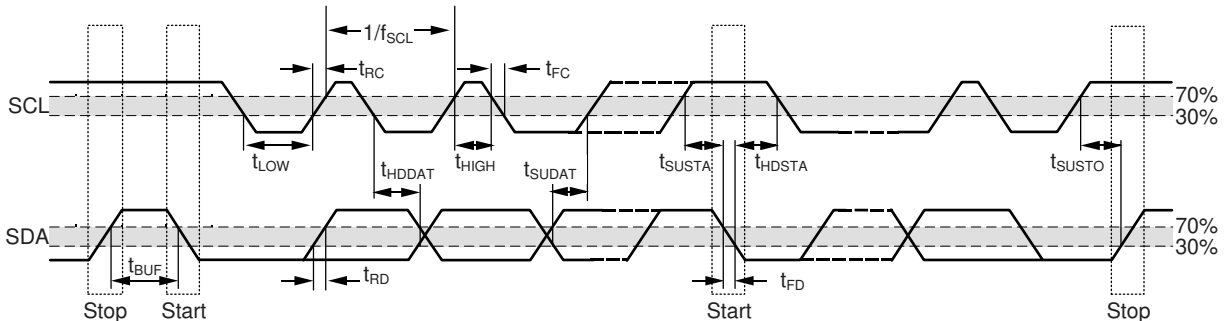 1/fSCL
tRC
tFC
SCL
70%
30%
tLOW
tHDDAT
tHIGH
tSUDAT
tSUSTA
tHDSTA
tSUSTO
SDA
70%
30%
tBUF
tRD
tFD
Stop
Start
Start
Stop